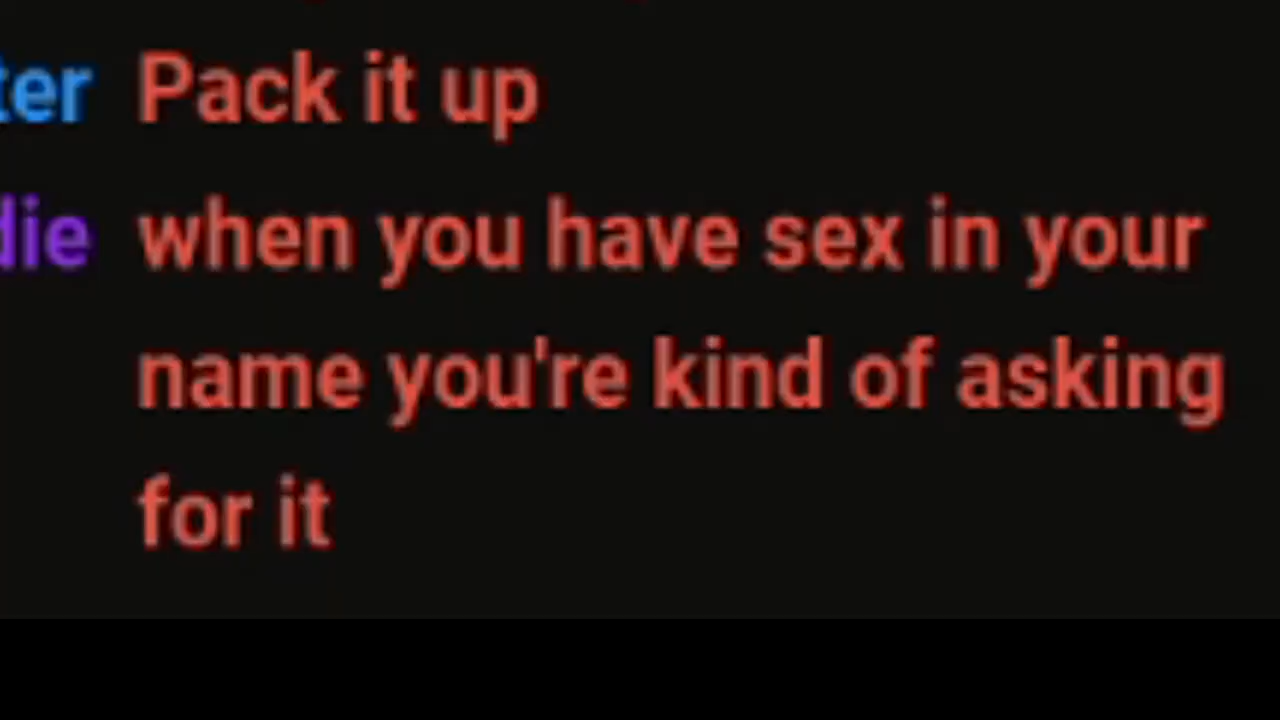 ter Pack it up
die when you have sex in your
name you're kind of asking
for it